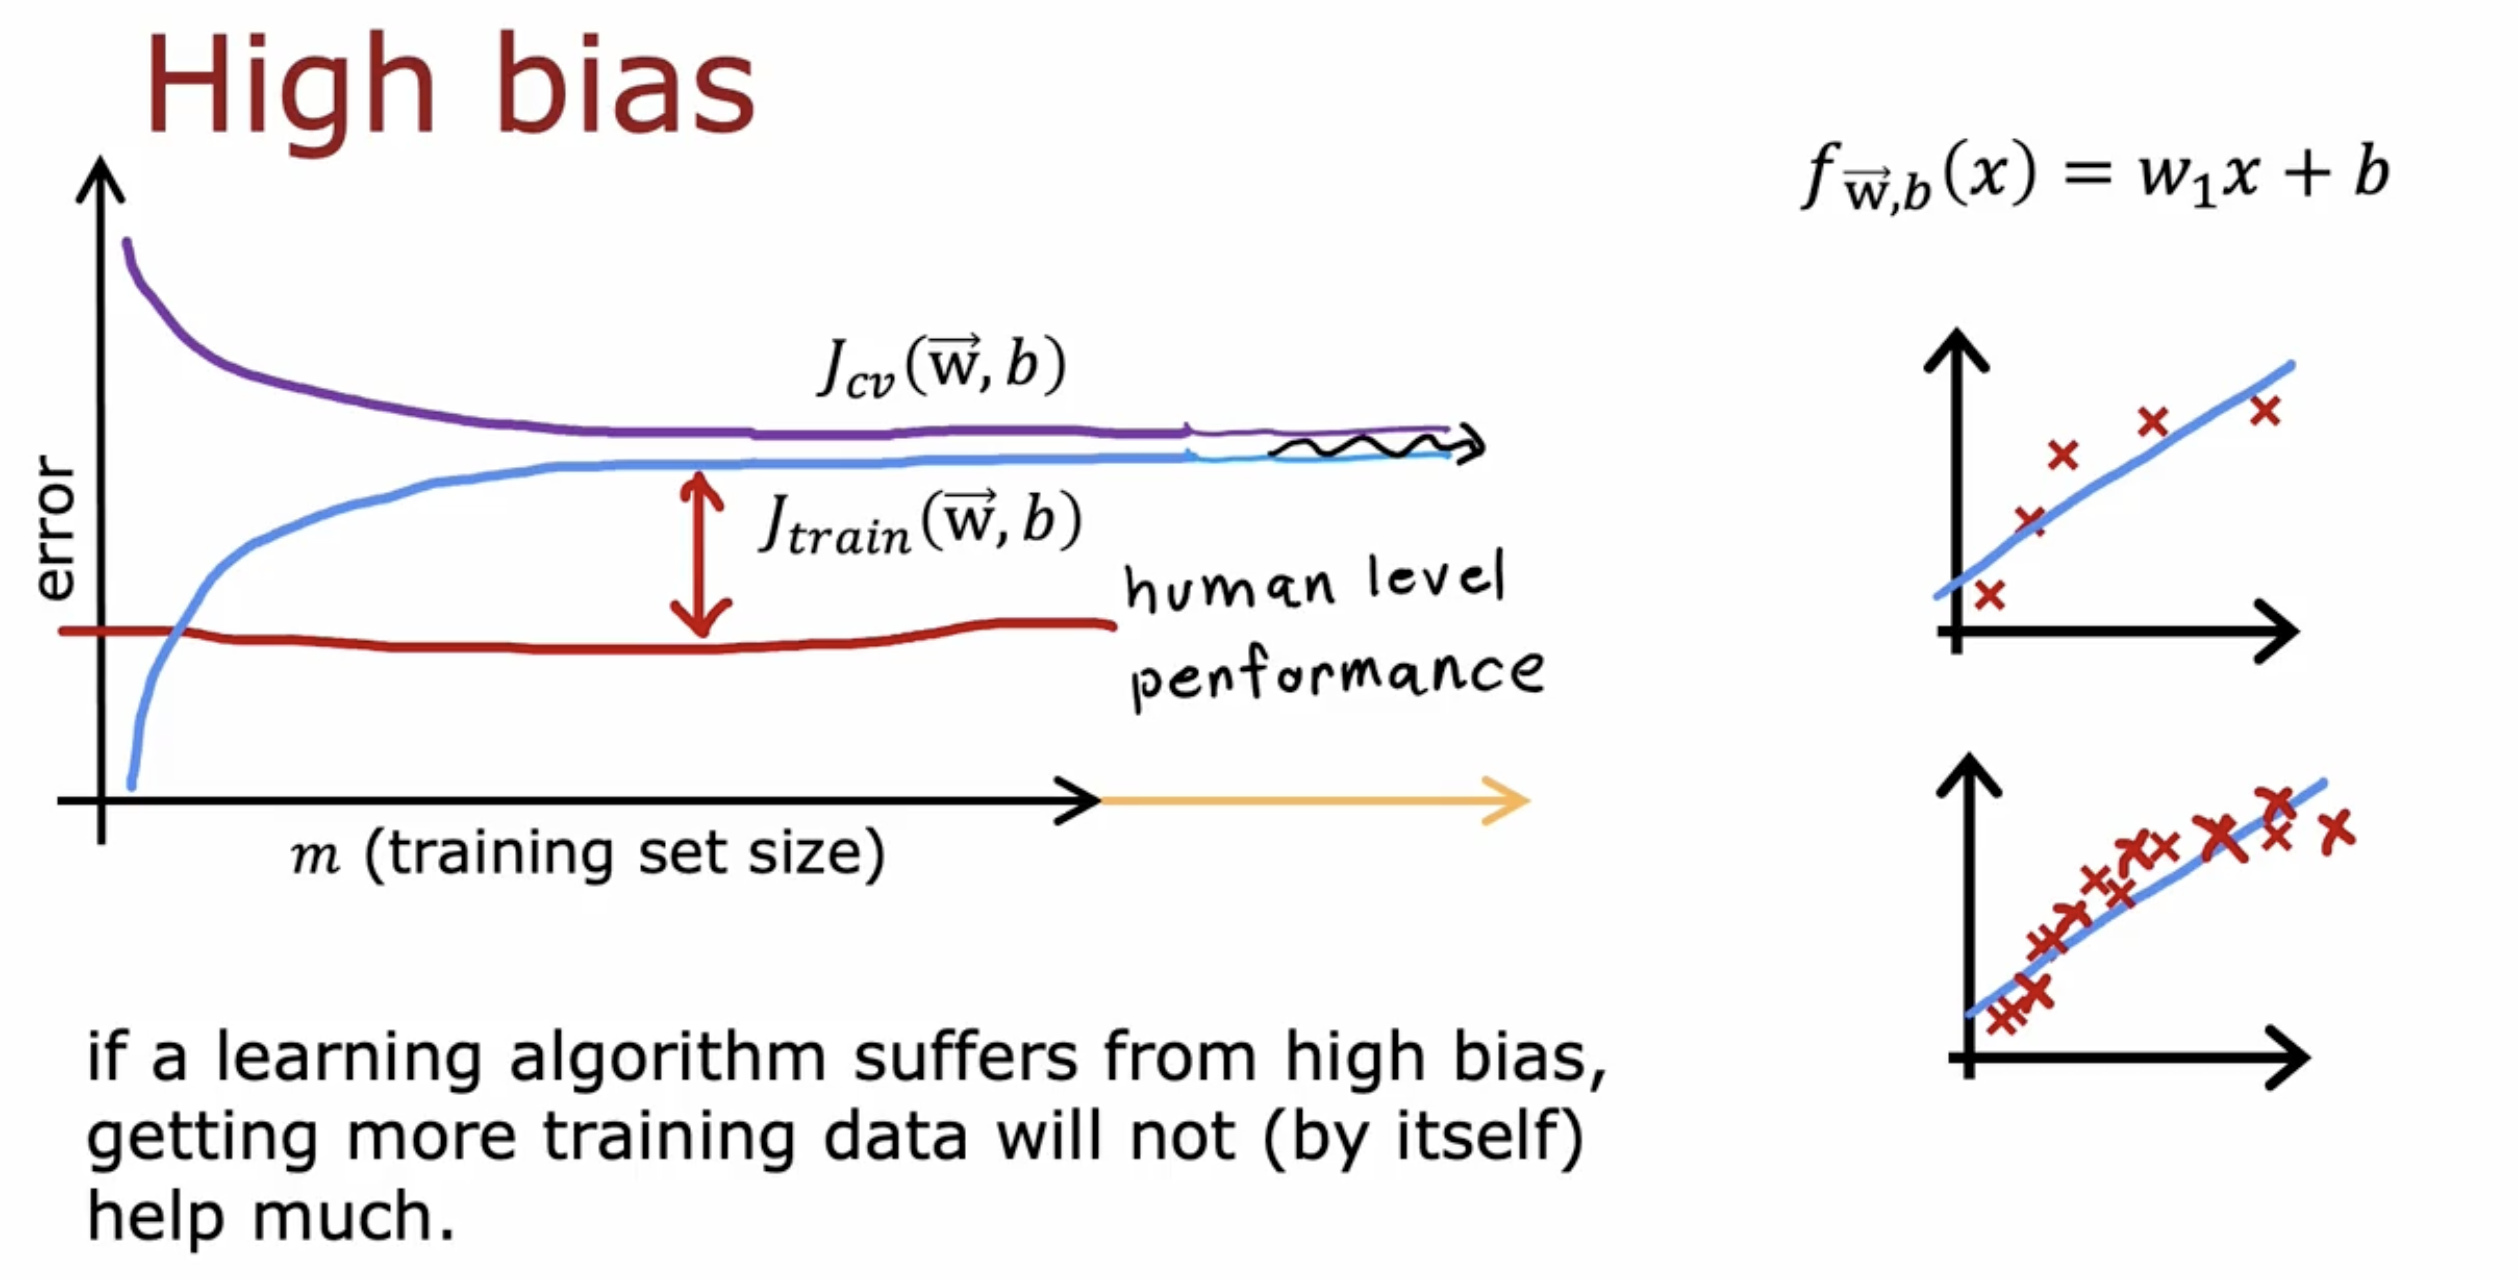 High bias
f_{\vec{w},b}(x) = w_1x + b
J_{cv}(\vec{w}, b)
J_{train}(\vec{w}, b)
human level
performance
error
m (training set size)
if a learning algorithm suffers from high bias,
getting more training data will not (by itself)
help much.